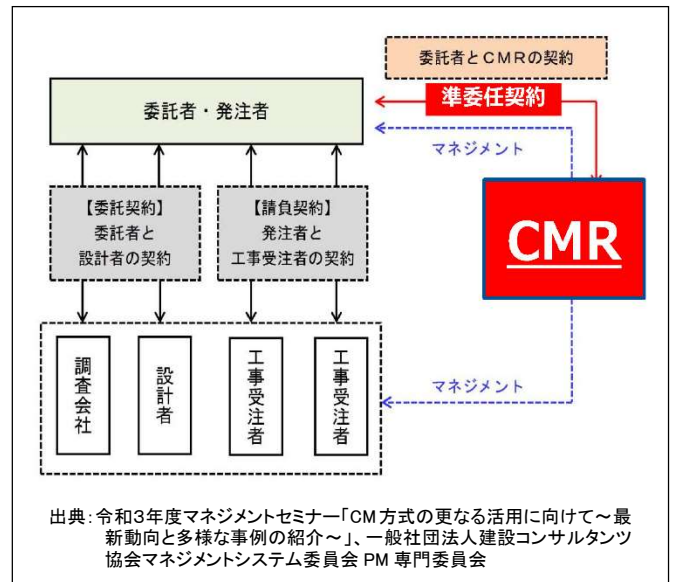 委託者とCMRの契約
準委任契約
委託者・発注者
マネジメント
【委託契約】
委託者と
設計者の契約
【請負契約】
発注者と
工事受注者の契約
CMR
調査会社
設計者
工事受注者
工事受注者
マネジメント
出典：令和3年度マネジメントセミナー「CM方式の更なる活用に向けて～最
新動向と多様な事例の紹介～」、一般社団法人建設コンサルタンツ
協会マネジメントシステム委員会 PM 専門委員会